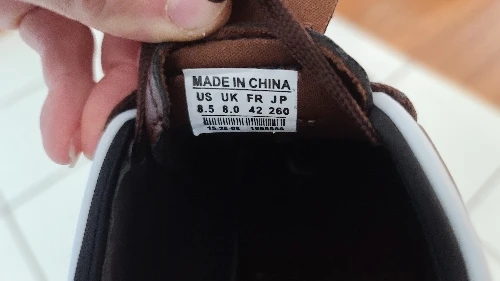 MADE IN CHINA
US UK FR JP
8.5 8.0 42 260